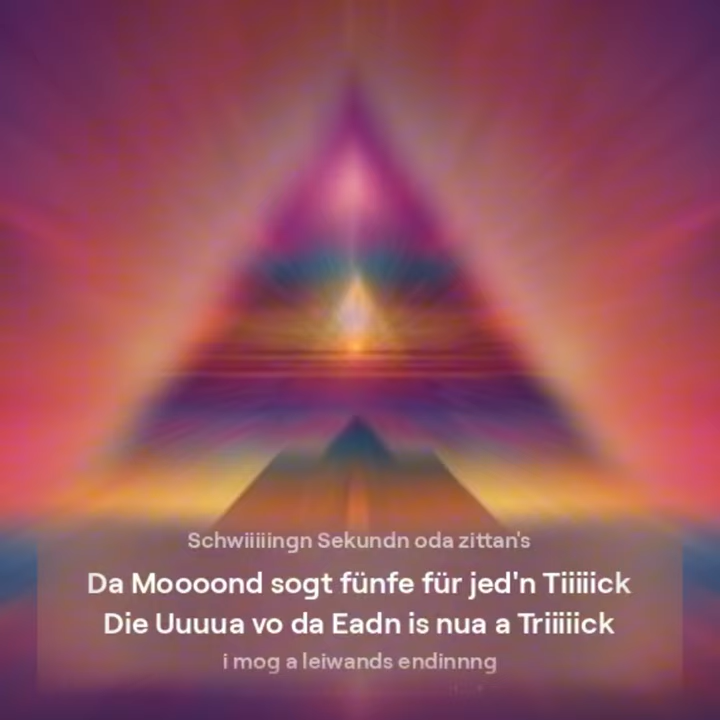 Schwiiiiingn Sekundn oda zittan's
Da Moooond sogt fünfe für jed'n Tiiiiick
Die Uuuua vo da Eadn is nua a Triiiiick
i mog a leiwands endinnng